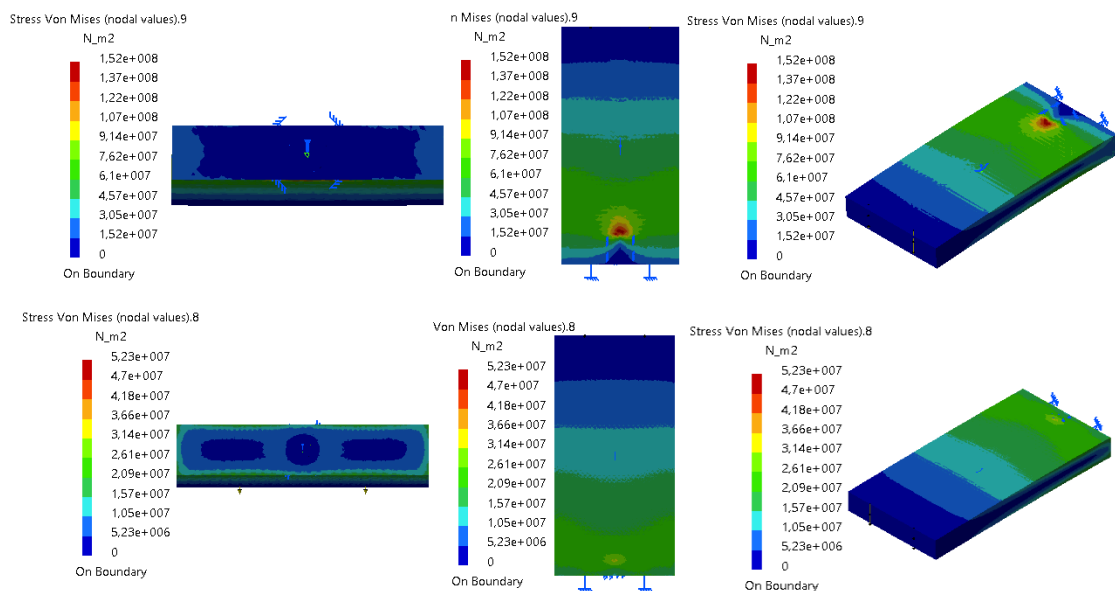 Stress Von Mises (nodal values).9
N_m2
1,52e+008
1,37e+008
1,22e+008
1,07e+008
9,14e+007
7,62e+007
6,1e+007
4,57e+007
3,05e+007
1,52e+007
0
On Boundary
n Mises (nodal values).9
N_m2
1,52e+008
1,37e+008
1,22e+008
1,07e+008
9,14e+007
7,62e+007
6,1e+007
4,57e+007
3,05e+007
1,52e+007
0
On Boundary
Stress Von Mises (nodal values).9
N_m2
1,52e+008
1,37e+008
1,22e+008
1,07e+008
9,14e+007
7,62e+007
6,1e+007
4,57e+007
3,05e+007
1,52e+007
0
On Boundary
Stress Von Mises (nodal values).8
N_m2
5,23e+007
4,7e+007
4,18e+007
3,66e+007
3,14e+007
2,61e+007
2,09e+007
1,57e+007
1,05e+007
5,23e+006
0
On Boundary
Von Mises (nodal values).8
N_m2
5,23e+007
4,7e+007
4,18e+007
3,66e+007
3,14e+007
2,61e+007
2,09e+007
1,57e+007
1,05e+007
5,23e+006
0
On Boundary
Stress Von Mises (nodal values).8
N_m2
5,23e+007
4,7e+007
4,18e+007
3,66e+007
3,14e+007
2,61e+007
2,09e+007
1,57e+007
1,05e+007
5,23e+006
0
On Boundary